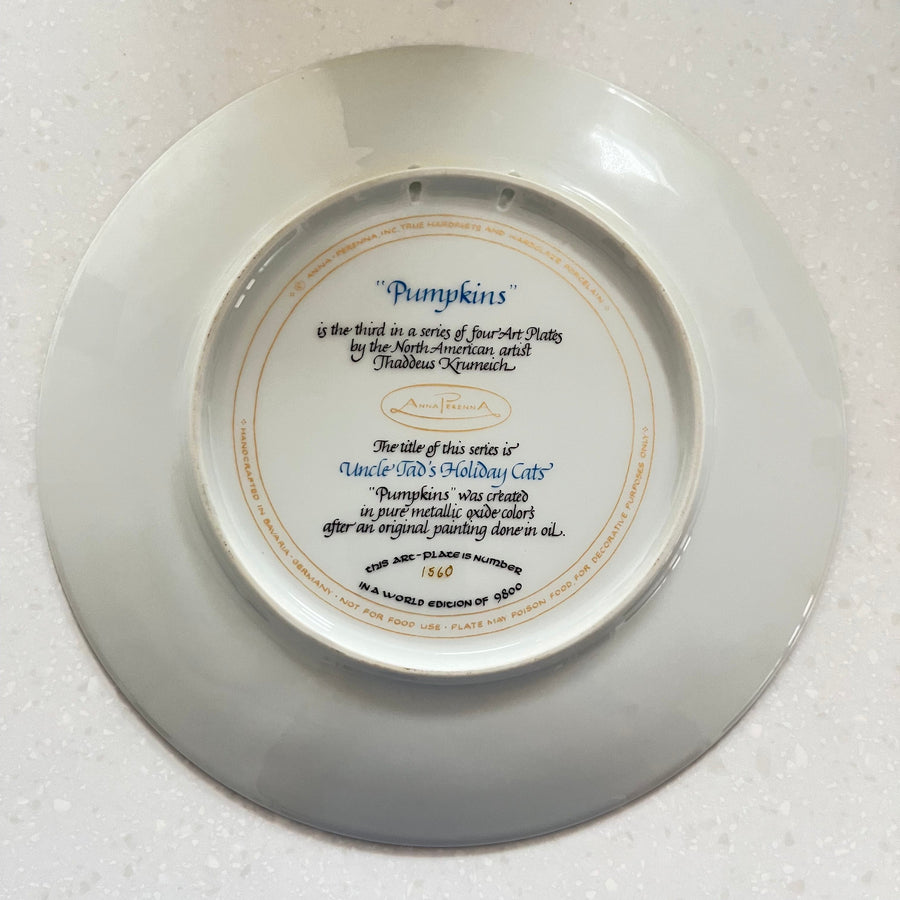 ℗ ANNA·PERENNA, INC. TRUE HARDPASTE AND HARDGLAZE PORCELAIN
"Pumpkins"
is the third in a series of four Art Plates
by the North American artist
Thaddeus Krumeich
ANNA PERENNA
The title of this series is
Uncle Tad's Holiday Cats
"Pumpkins" was created
in pure metallic oxide colors
after an original painting done in oil.
THIS ART-PLATE IS NUMBER
1560
IN A WORLD EDITION OF 9800
HANDCRAFTED IN BAVARIA·GERMANY·NOT FOR FOOD USE·PLATE MAY POISON FOOD FOR DECORATIVE PURPOSES ONLY